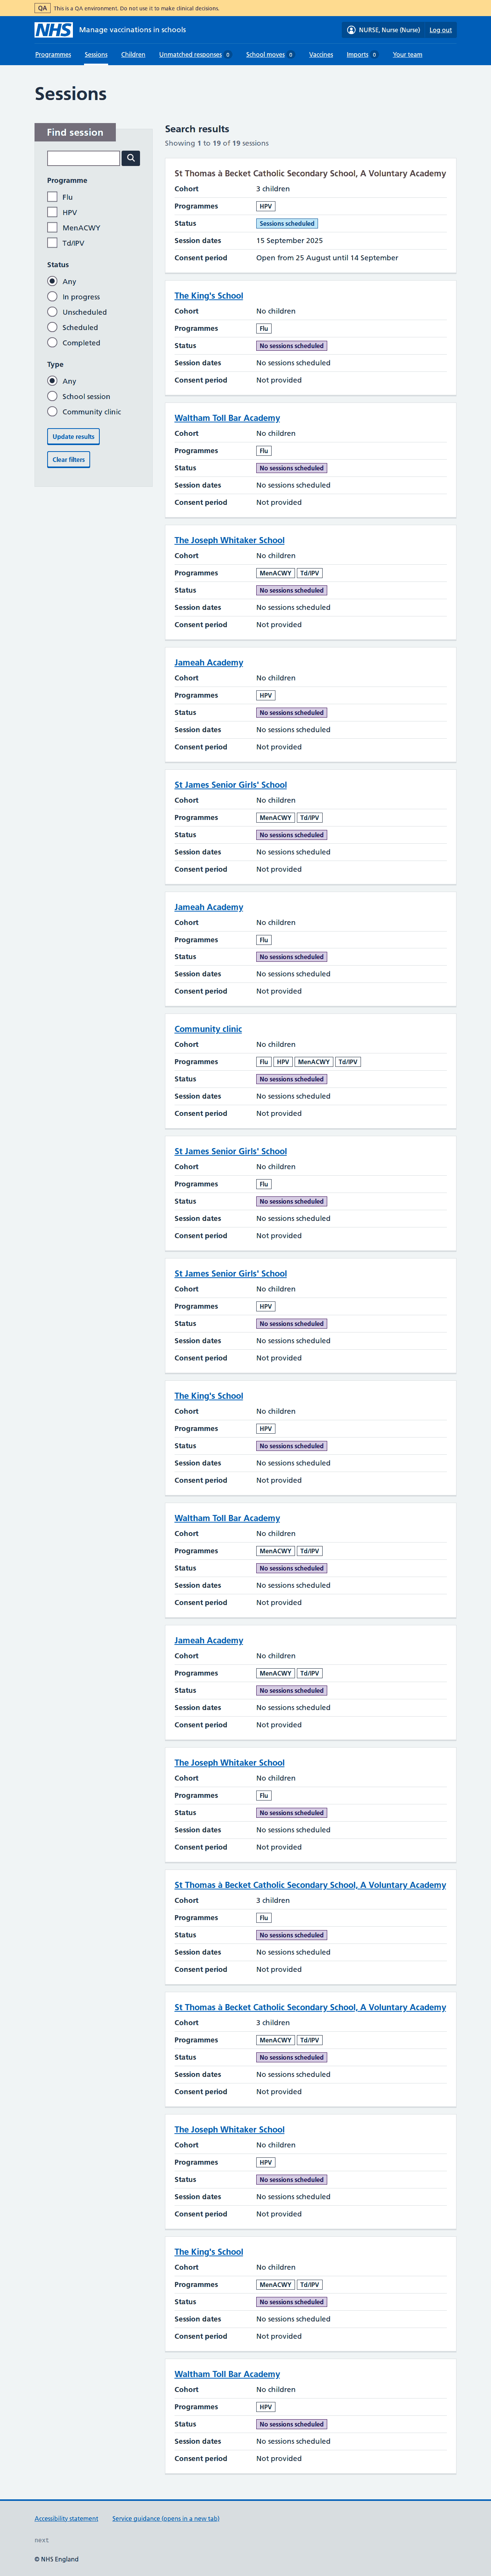 QA This is a QA environment. Do not use it to make clinical decisions.
NHS Manage vaccinations in schools NURSE, Nurse (Nurse) Log out
Programmes Sessions Children Unmatched responses 0 School moves 0 Vaccines Imports 0 Your team
Sessions
Find session
Programme
Flu
HPV
MenACWY
Td/IPV
Status
Any
In progress
Unscheduled
Scheduled
Completed
Type
Any
School session
Community clinic
Update results
Clear filters
Search results
Showing 1 to 19 of 19 sessions
St Thomas à Becket Catholic Secondary School, A Voluntary Academy
Cohort 3 children
Programmes HPV
Status Sessions scheduled
Session dates 15 September 2025
Consent period Open from 25 August until 14 September
The King's School
Cohort No children
Programmes Flu
Status No sessions scheduled
Session dates No sessions scheduled
Consent period Not provided
Waltham Toll Bar Academy
Cohort No children
Programmes Flu
Status No sessions scheduled
Session dates No sessions scheduled
Consent period Not provided
The Joseph Whitaker School
Cohort No children
Programmes MenACWY Td/IPV
Status No sessions scheduled
Session dates No sessions scheduled
Consent period Not provided
Jameah Academy
Cohort No children
Programmes HPV
Status No sessions scheduled
Session dates No sessions scheduled
Consent period Not provided
St James Senior Girls' School
Cohort No children
Programmes MenACWY Td/IPV
Status No sessions scheduled
Session dates No sessions scheduled
Consent period Not provided
Jameah Academy
Cohort No children
Programmes Flu
Status No sessions scheduled
Session dates No sessions scheduled
Consent period Not provided
Community clinic
Cohort No children
Programmes Flu HPV MenACWY Td/IPV
Status No sessions scheduled
Session dates No sessions scheduled
Consent period Not provided
St James Senior Girls' School
Cohort No children
Programmes Flu
Status No sessions scheduled
Session dates No sessions scheduled
Consent period Not provided
St James Senior Girls' School
Cohort No children
Programmes HPV
Status No sessions scheduled
Session dates No sessions scheduled
Consent period Not provided
The King's School
Cohort No children
Programmes HPV
Status No sessions scheduled
Session dates No sessions scheduled
Consent period Not provided
Waltham Toll Bar Academy
Cohort No children
Programmes MenACWY Td/IPV
Status No sessions scheduled
Session dates No sessions scheduled
Consent period Not provided
Jameah Academy
Cohort No children
Programmes MenACWY Td/IPV
Status No sessions scheduled
Session dates No sessions scheduled
Consent period Not provided
The Joseph Whitaker School
Cohort No children
Programmes Flu
Status No sessions scheduled
Session dates No sessions scheduled
Consent period Not provided
St Thomas à Becket Catholic Secondary School, A Voluntary Academy
Cohort 3 children
Programmes Flu
Status No sessions scheduled
Session dates No sessions scheduled
Consent period Not provided
St Thomas à Becket Catholic Secondary School, A Voluntary Academy
Cohort 3 children
Programmes MenACWY Td/IPV
Status No sessions scheduled
Session dates No sessions scheduled
Consent period Not provided
The Joseph Whitaker School
Cohort No children
Programmes HPV
Status No sessions scheduled
Session dates No sessions scheduled
Consent period Not provided
The King's School
Cohort No children
Programmes MenACWY Td/IPV
Status No sessions scheduled
Session dates No sessions scheduled
Consent period Not provided
Waltham Toll Bar Academy
Cohort No children
Programmes HPV
Status No sessions scheduled
Session dates No sessions scheduled
Consent period Not provided
Accessibility statement Service guidance (opens in a new tab)
next
© NHS England